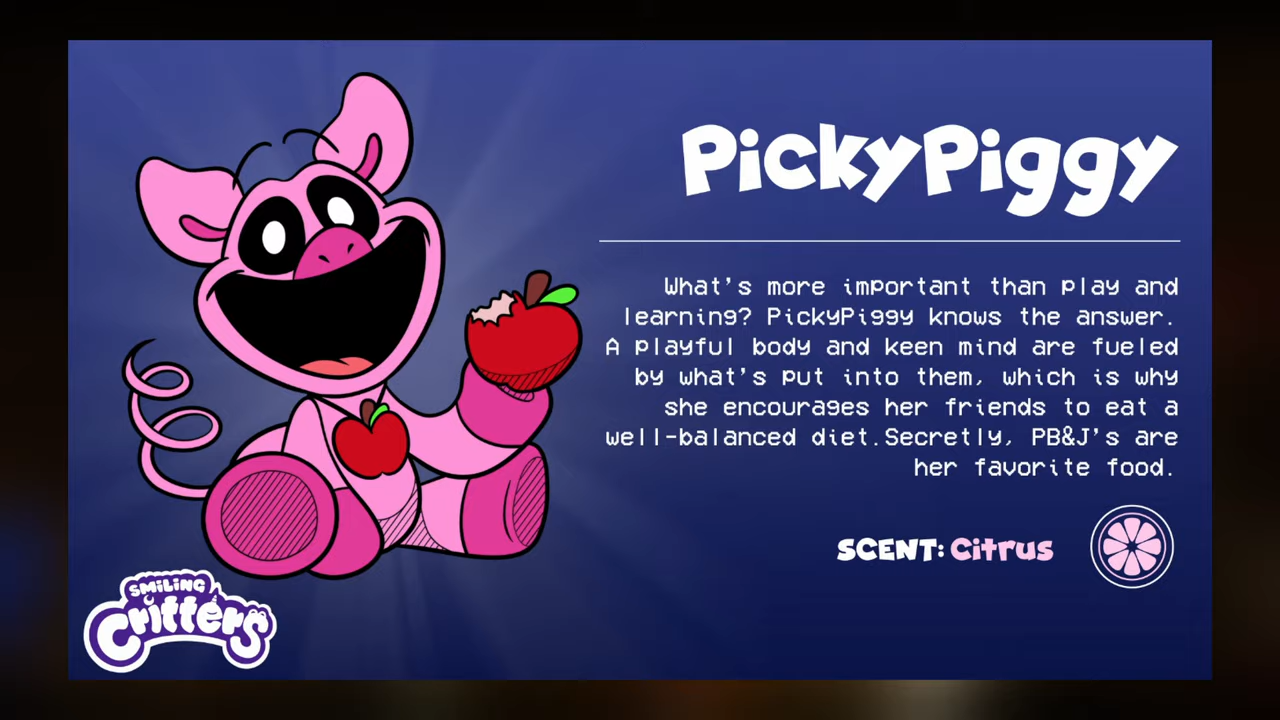 PickyPiggy
What's more important than play and
learning? PickyPiggy knows the answer.
A playful body and keen mind are fueled
by what's put into them, which is why
she encourages her friends to eat a
well-balanced diet.Secretly, PB&J's are
her favorite food.
SCENT: Citrus
SMiLiNG
Critters